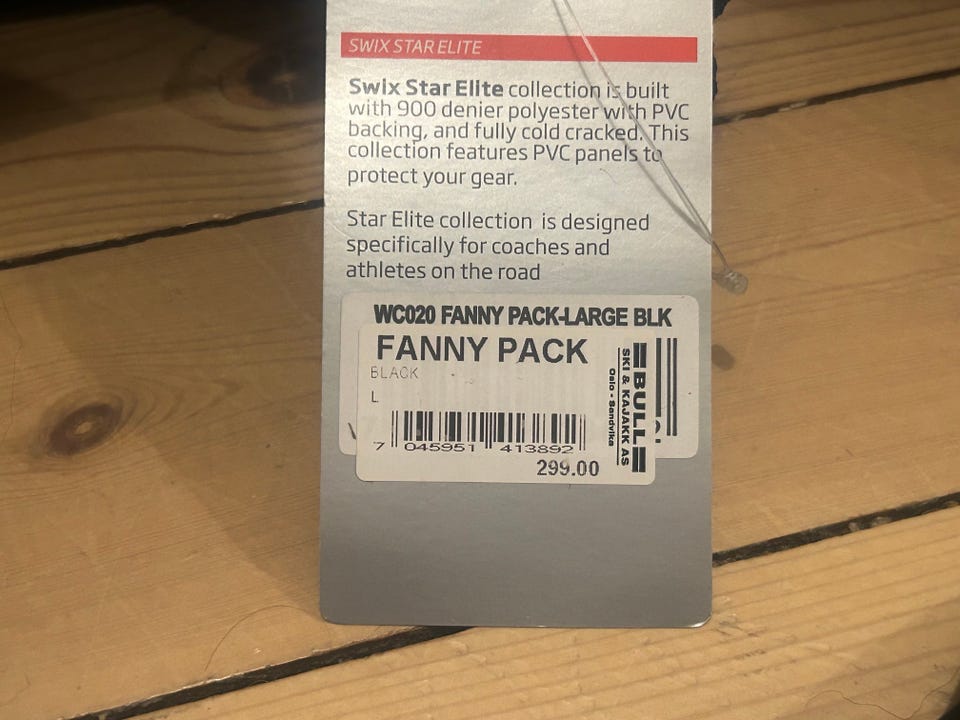 SWIX STAR ELITE
Swix Star Elite collection is built
with 900 denier polyester with PVC
backing, and fully cold cracked. This
collection features PVC panels to
protect your gear.
Star Elite collection is designed
specifically for coaches and
athletes on the road
WC020 FANNY PACK-LARGE BLK
FANNY PACK
BLACK
L
7 045951 413892
299.00
BULL
SKI & KAJAKK AS
Oslo - Sandvika